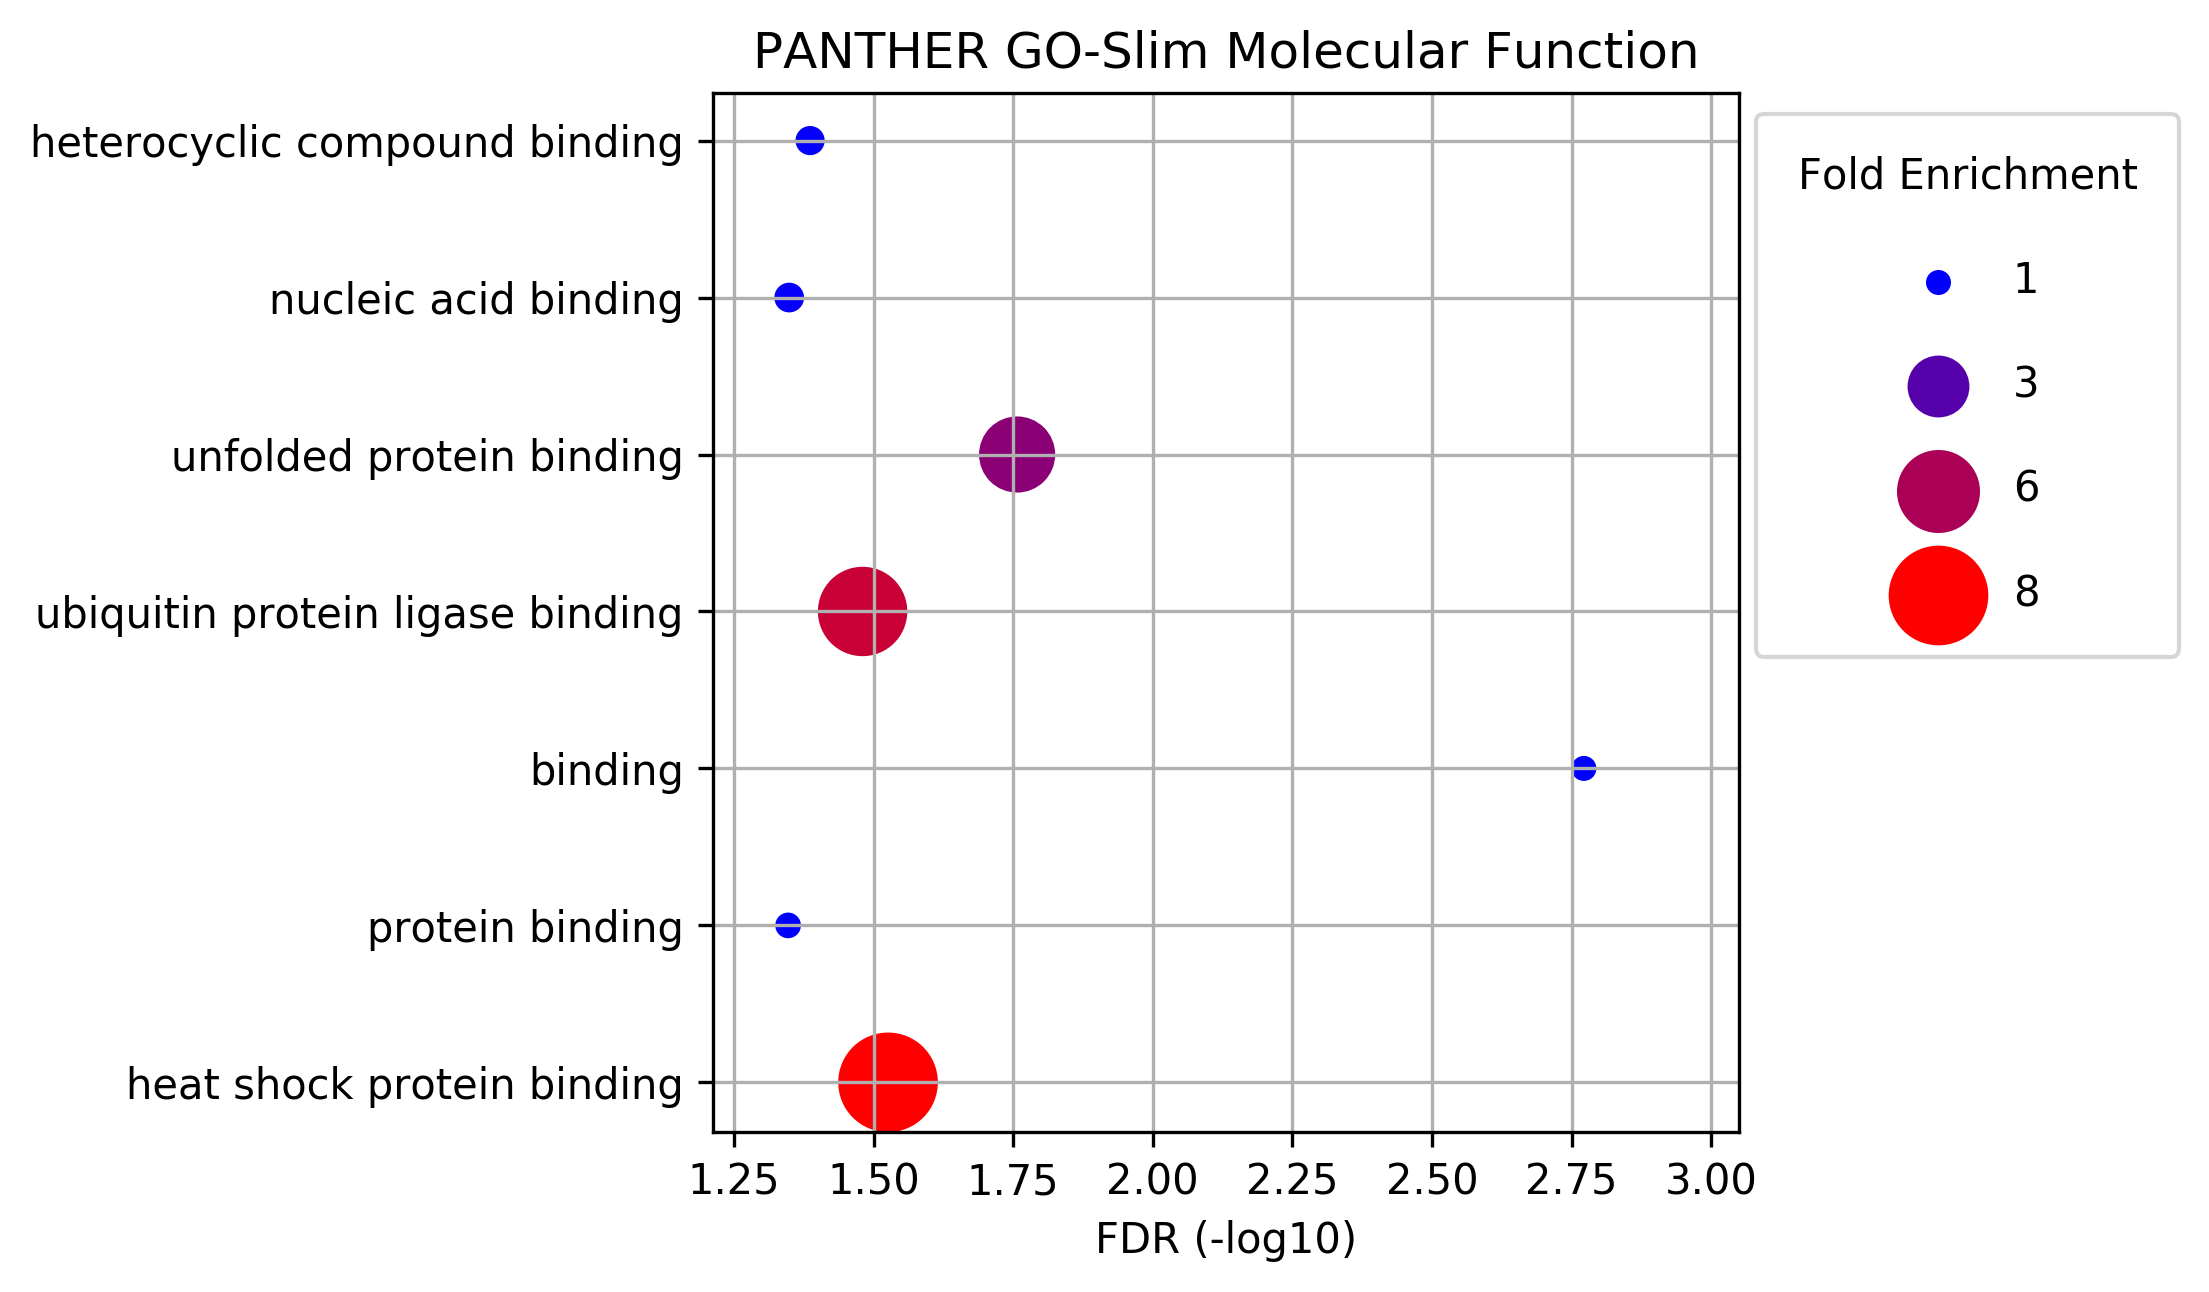 PANTHER GO-Slim Molecular Function
heterocyclic compound binding
nucleic acid binding
unfolded protein binding
ubiquitin protein ligase binding
binding
protein binding
heat shock protein binding
1.25 1.50 1.75 2.00 2.25 2.50 2.75 3.00
FDR (-log10)
Fold Enrichment
1
3
6
8